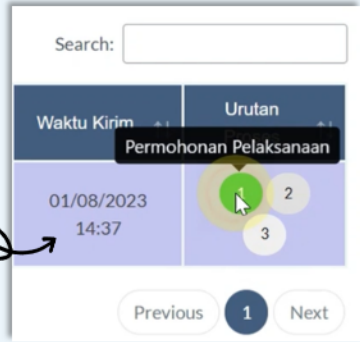 Search:
Waktu Kirim
Urutan
Permohonan Pelaksanaan
01/08/2023
14:37
1
2
3
Previous
1
Next